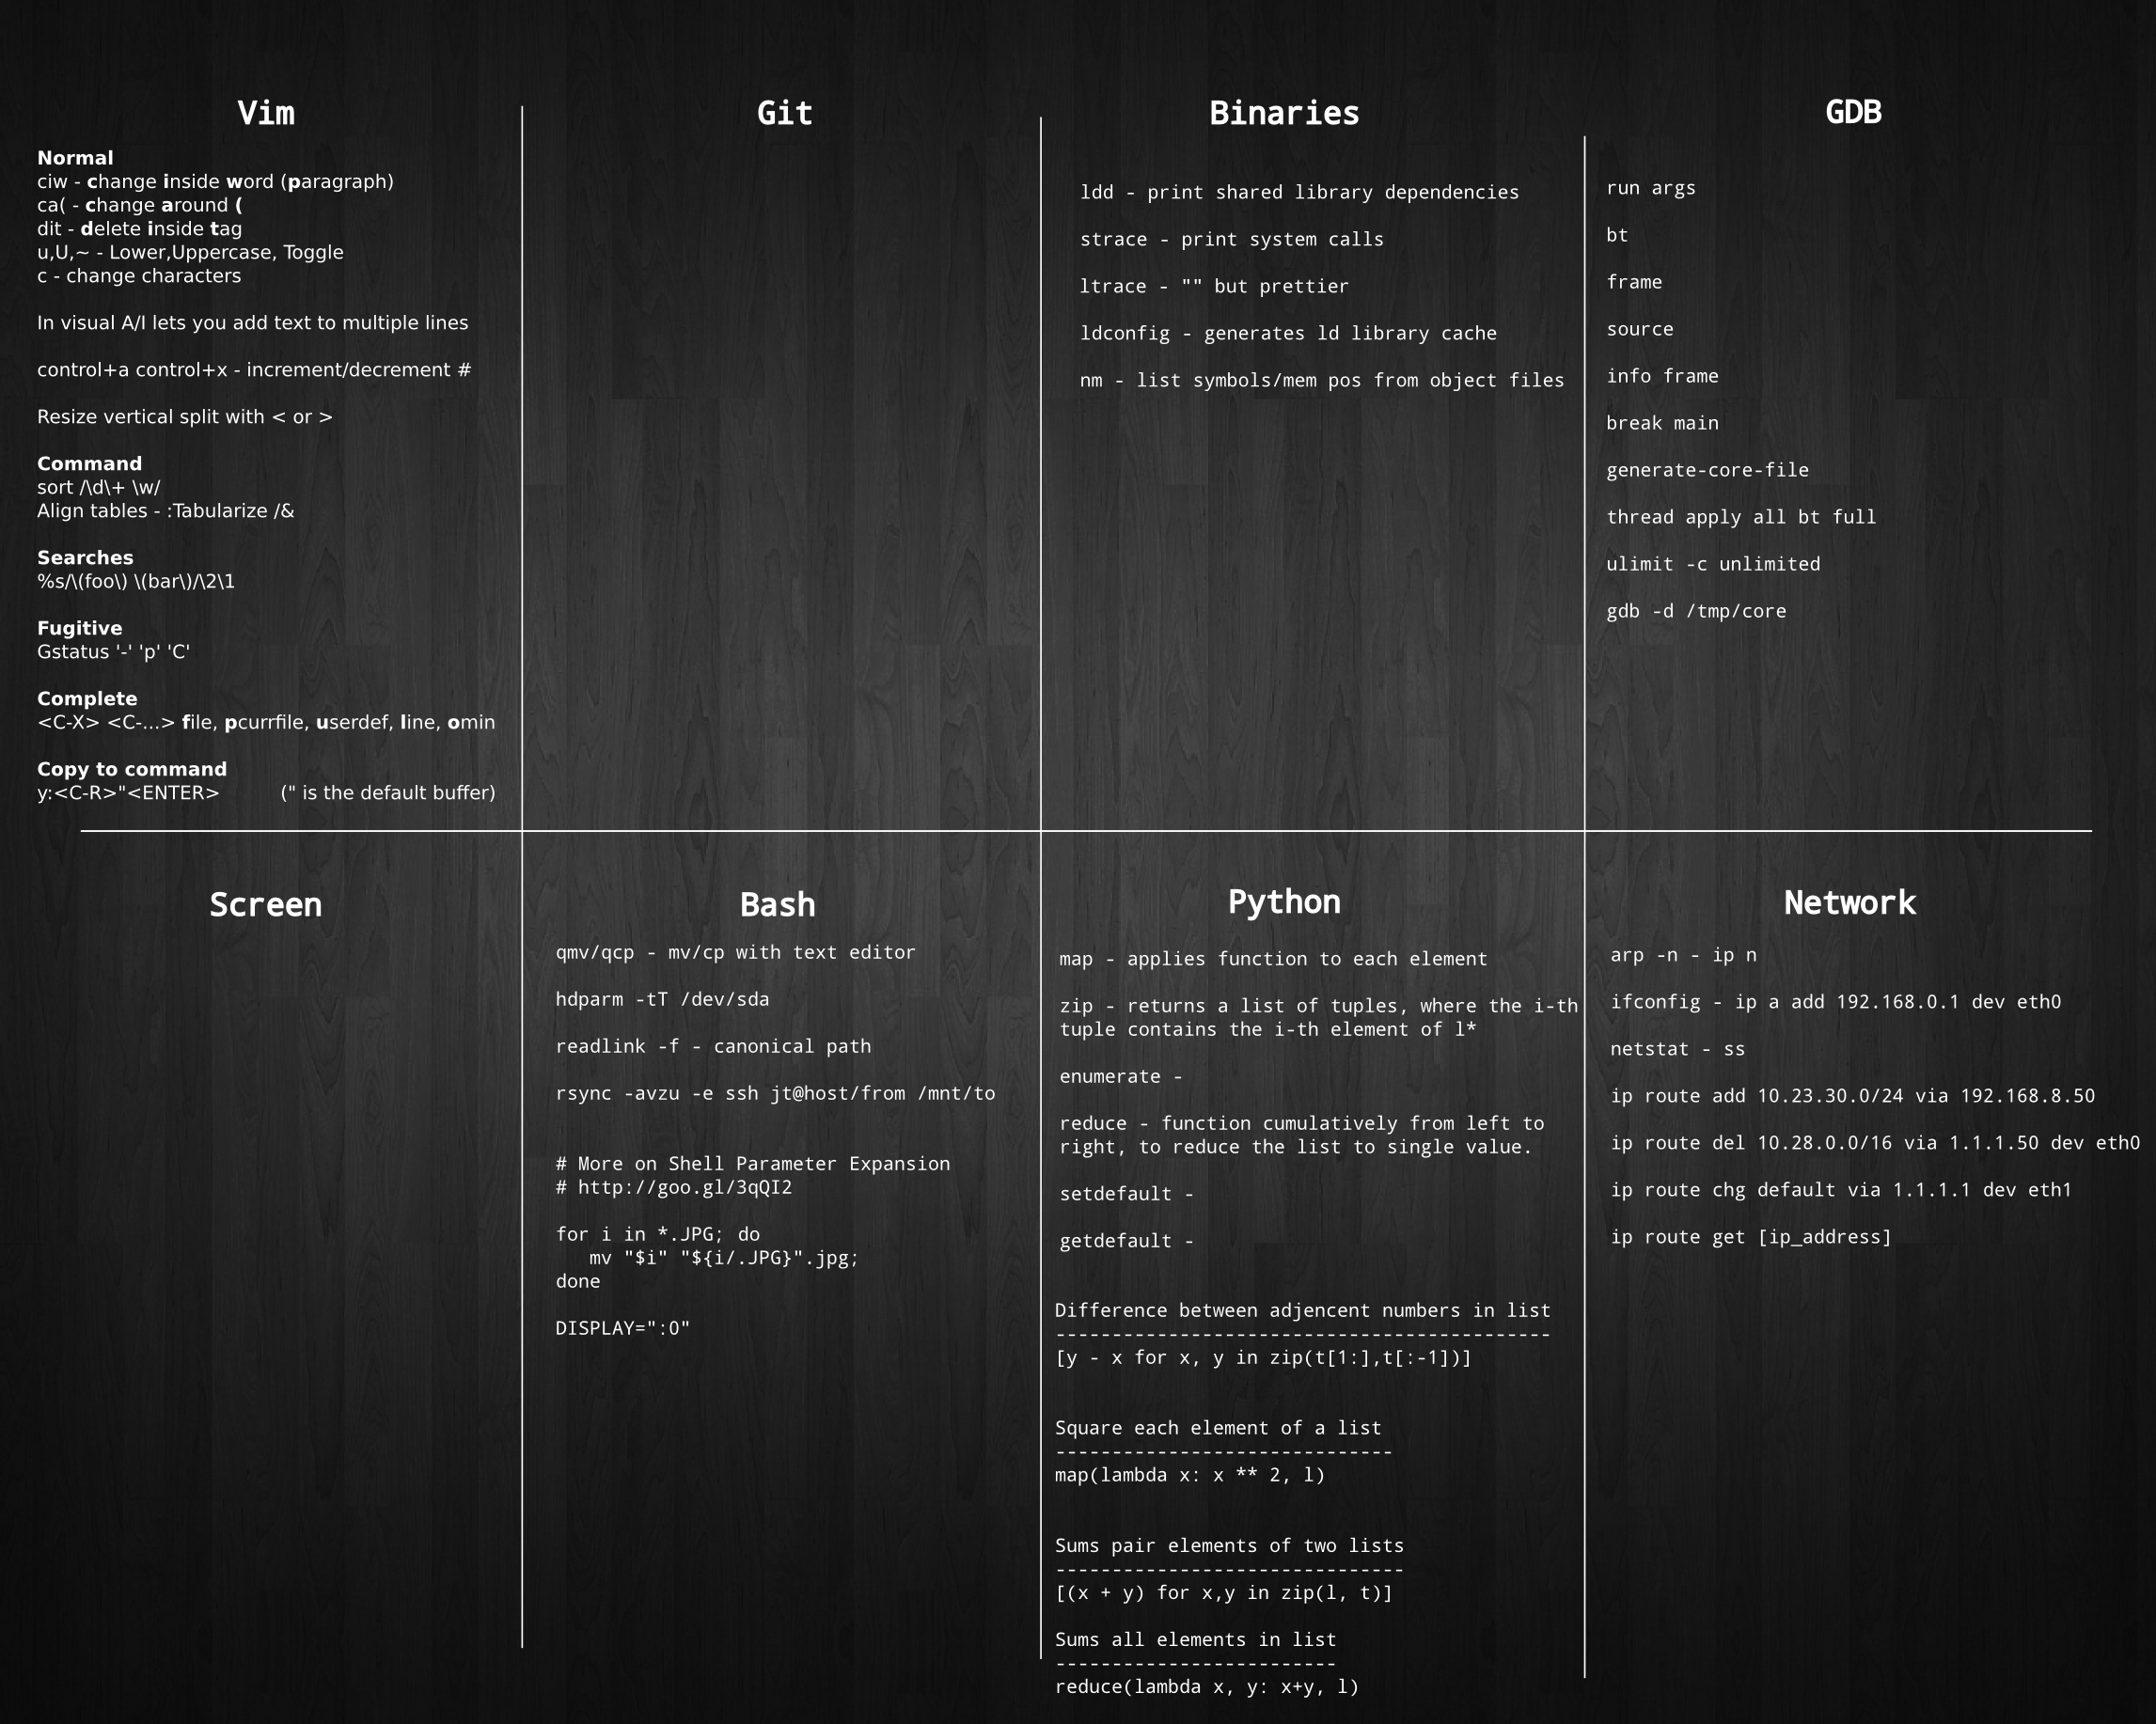 Vim
Normal
ciw - change inside word (paragraph)
ca( - change around (
dit - delete inside tag
u,U,~ - Lower,Uppercase, Toggle
c - change characters
In visual A/I lets you add text to multiple lines
control+a control+x - increment/decrement #
Resize vertical split with < or >
Command
sort /\d\+ \w/
Align tables - :Tabularize /&
Searches
%s/\(foo\) \(bar\)/\2\1
Fugitive
Gstatus '-' 'p' 'C'
Complete
<C-X> <C-...> file, pcurrfile, userdef, line, omin
Copy to command
y:<C-R>"<ENTER> (" is the default buffer)
Git
Binaries
ldd - print shared library dependencies
strace - print system calls
ltrace - "" but prettier
ldconfig - generates ld library cache
nm - list symbols/mem pos from object files
GDB
run args
bt
frame
source
info frame
break main
generate-core-file
thread apply all bt full
ulimit -c unlimited
gdb -d /tmp/core
Screen
Bash
qmv/qcp - mv/cp with text editor
hdparm -tT /dev/sda
readlink -f - canonical path
rsync -avzu -e ssh jt@host/from /mnt/to
# More on Shell Parameter Expansion
# http://goo.gl/3qQI2
for i in *.JPG; do
mv "$i" "${i/.JPG}".jpg;
done
DISPLAY=":0"
Python
map - applies function to each element
zip - returns a list of tuples, where the i-th
tuple contains the i-th element of l*
enumerate -
reduce - function cumulatively from left to
right, to reduce the list to single value.
setdefault -
getdefault -
Difference between adjencent numbers in list
--------------------------------------------
[y - x for x, y in zip(t[1:],t[:-1])]
Square each element of a list
------------------------------
map(lambda x: x ** 2, l)
Sums pair elements of two lists
-------------------------------
[(x + y) for x,y in zip(l, t)]
Sums all elements in list
-------------------------
reduce(lambda x, y: x+y, l)
Network
arp -n - ip n
ifconfig - ip a add 192.168.0.1 dev eth0
netstat - ss
ip route add 10.23.30.0/24 via 192.168.8.50
ip route del 10.28.0.0/16 via 1.1.1.50 dev eth0
ip route chg default via 1.1.1.1 dev eth1
ip route get [ip_address]